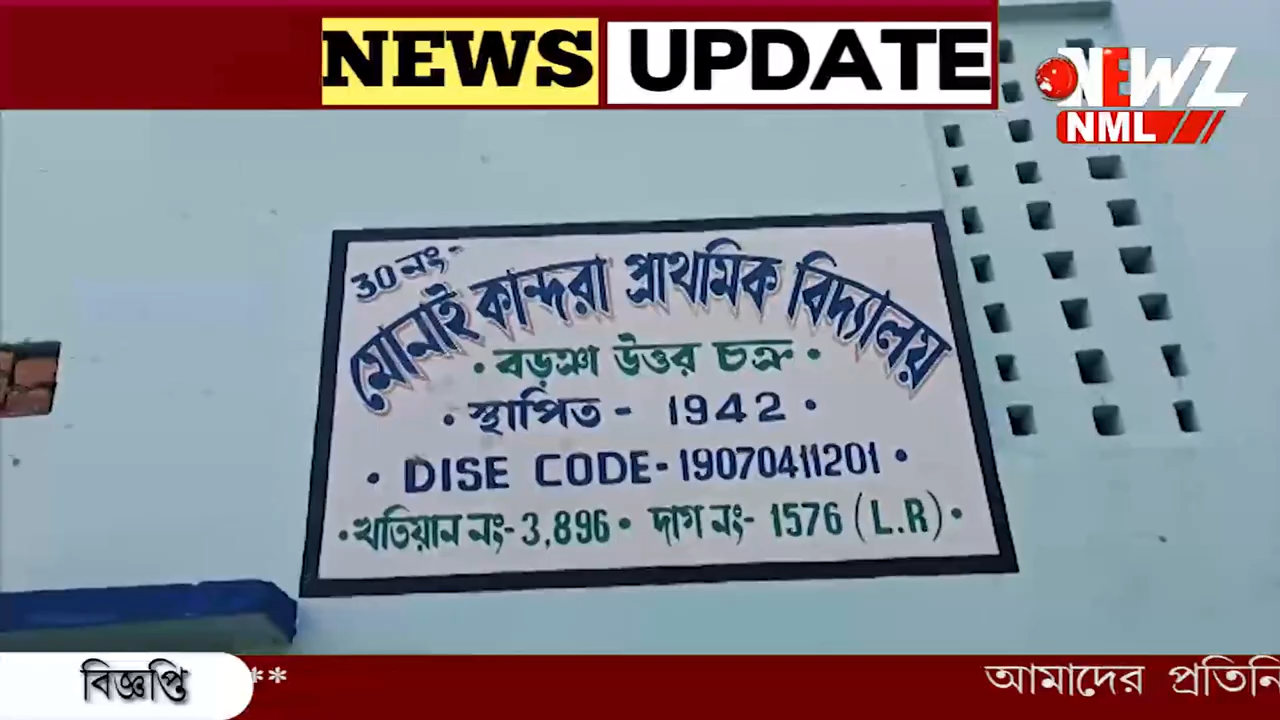 NEWS UPDATE
NEWZ
NML
30 নং-
মোনাই কান্দরা প্রাথমিক বিদ্যালয়
• বড়ঞা উত্তর চক্র •
• স্থাপিত - 1942 •
• DISE CODE - 19070411201 •
• খতিয়ান নং- 3,896 • দাগ নং- 1576 (L.R) •
বিজ্ঞপ্তি ** আমাদের প্রতিনি